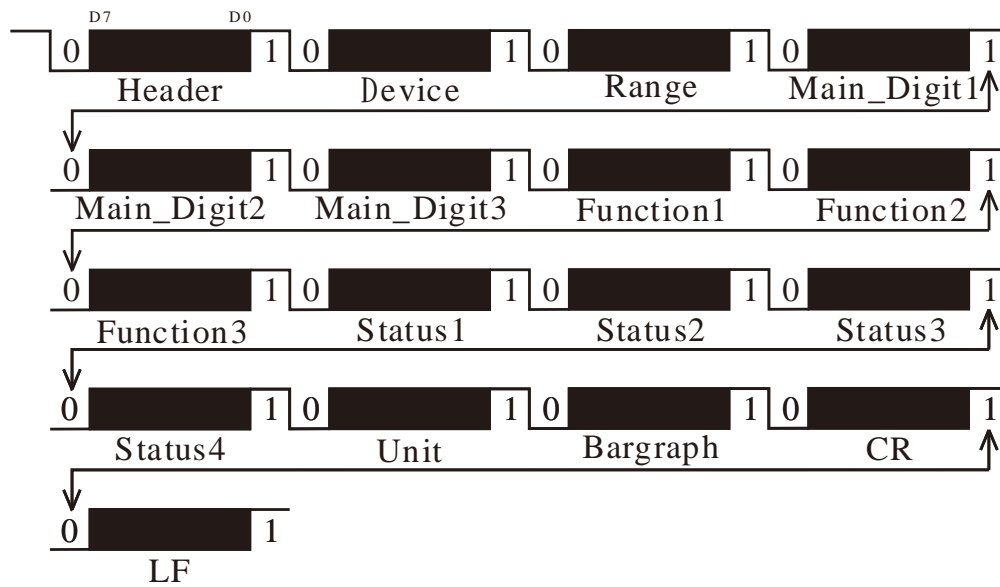 D7 D0
0 1 0 1 0 1 0 1
Header Device Range Main_Digit1
0 1 0 1 0 1 0 1
Main_Digit2 Main_Digit3 Function1 Function2
0 1 0 1 0 1 0 1
Function3 Status1 Status2 Status3
0 1 0 1 0 1 0 1
Status4 Unit Bargraph CR
0 1
LF